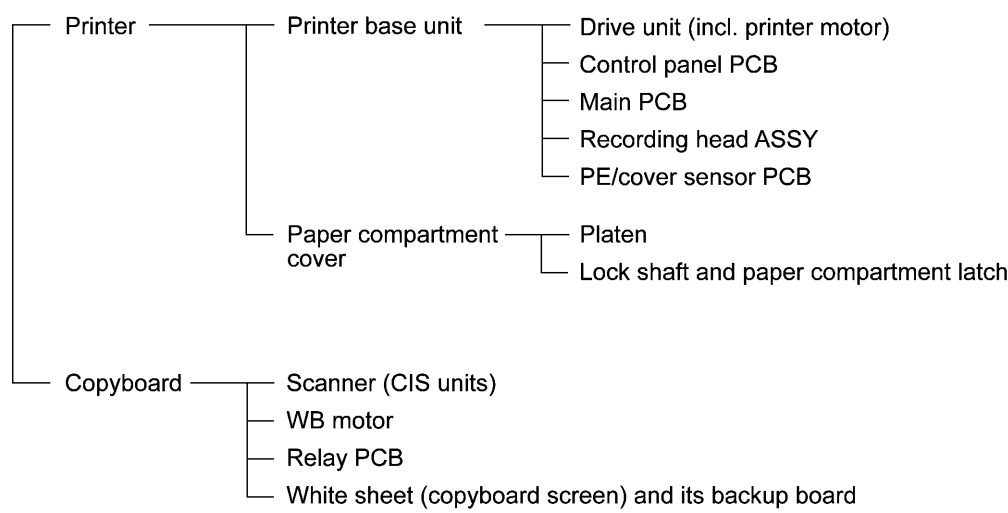 Printer
Printer base unit
Drive unit (incl. printer motor)
Control panel PCB
Main PCB
Recording head ASSY
PE/cover sensor PCB
Paper compartment
cover
Platen
Lock shaft and paper compartment latch
Copyboard
Scanner (CIS units)
WB motor
Relay PCB
White sheet (copyboard screen) and its backup board